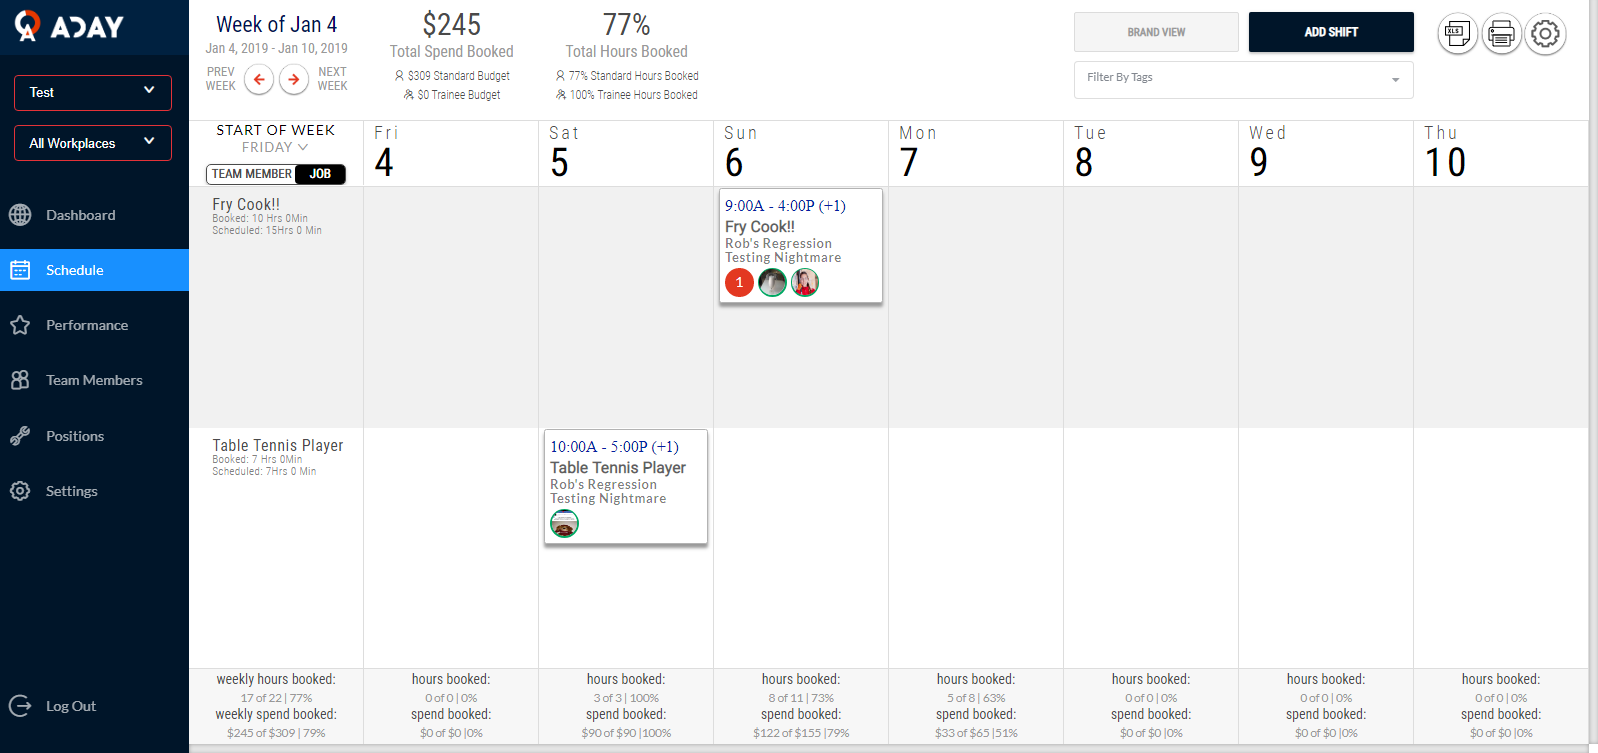 ADAY
Test
All Workplaces
Dashboard
Schedule
Performance
Team Members
Positions
Settings
Log Out
Week of Jan 4
Jan 4, 2019 - Jan 10, 2019
PREV
WEEK
NEXT
WEEK
$245
Total Spend Booked
$309 Standard Budget
$0 Trainee Budget
77%
Total Hours Booked
77% Standard Hours Booked
100% Trainee Hours Booked
BRAND VIEW
ADD SHIFT
XLS
Filter By Tags
START OF WEEK
FRIDAY
TEAM MEMBER JOB
Fri
4
Sat
5
Sun
6
Mon
7
Tue
8
Wed
9
Thu
10
Fry Cook!!
Booked: 10 Hrs 0Min
Scheduled: 15Hrs 0 Min
9:00A - 4:00P (+1)
Fry Cook!!
Rob's Regression
Testing Nightmare
1
Table Tennis Player
Booked: 7 Hrs 0Min
Scheduled: 7Hrs 0 Min
10:00A - 5:00P (+1)
Table Tennis Player
Rob's Regression
Testing Nightmare
weekly hours booked:
17 of 22 | 77%
weekly spend booked:
$245 of $309 | 79%
hours booked:
0 of 0 | 0%
spend booked:
$0 of $0 |0%
hours booked:
3 of 3 | 100%
spend booked:
$90 of $90 |100%
hours booked:
8 of 11 | 73%
spend booked:
$122 of $155 |79%
hours booked:
5 of 8 | 63%
spend booked:
$33 of $65 |51%
hours booked:
0 of 0 | 0%
spend booked:
$0 of $0 |0%
hours booked:
0 of 0 | 0%
spend booked:
$0 of $0 |0%
hours booked:
0 of 0 | 0%
spend booked:
$0 of $0 |0%